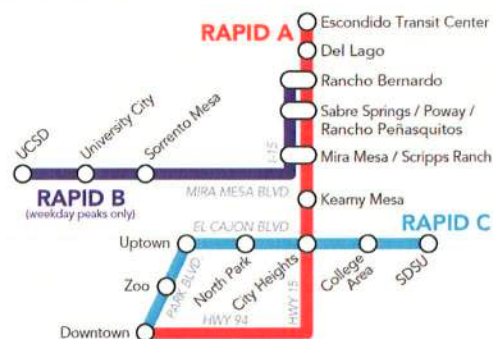 RAPID A
Escondido Transit Center
Del Lago
Rancho Bernardo
Sabre Springs / Poway /
Rancho Peñasquitos
Mira Mesa / Scripps Ranch
Kearny Mesa
UCSD
University City
Sorrento Mesa
I-15
RAPID B
(weekday peaks only)
MIRA MESA BLVD
EL CAJON BLVD
RAPID C
Uptown
North Park
City Heights
College
Area
SDSU
Zoo
PARK BLVD
HWY 15
Downtown
HWY 94